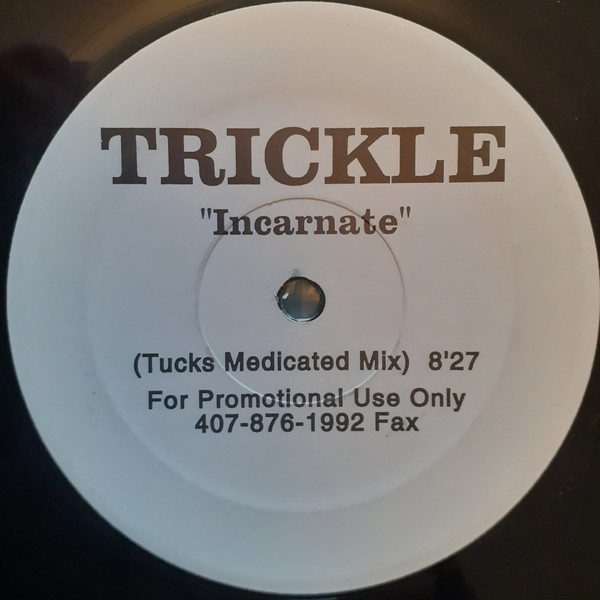 TRICKLE
"Incarnate"
(Tucks Medicated Mix) 8'27
For Promotional Use Only
407-876-1992 Fax